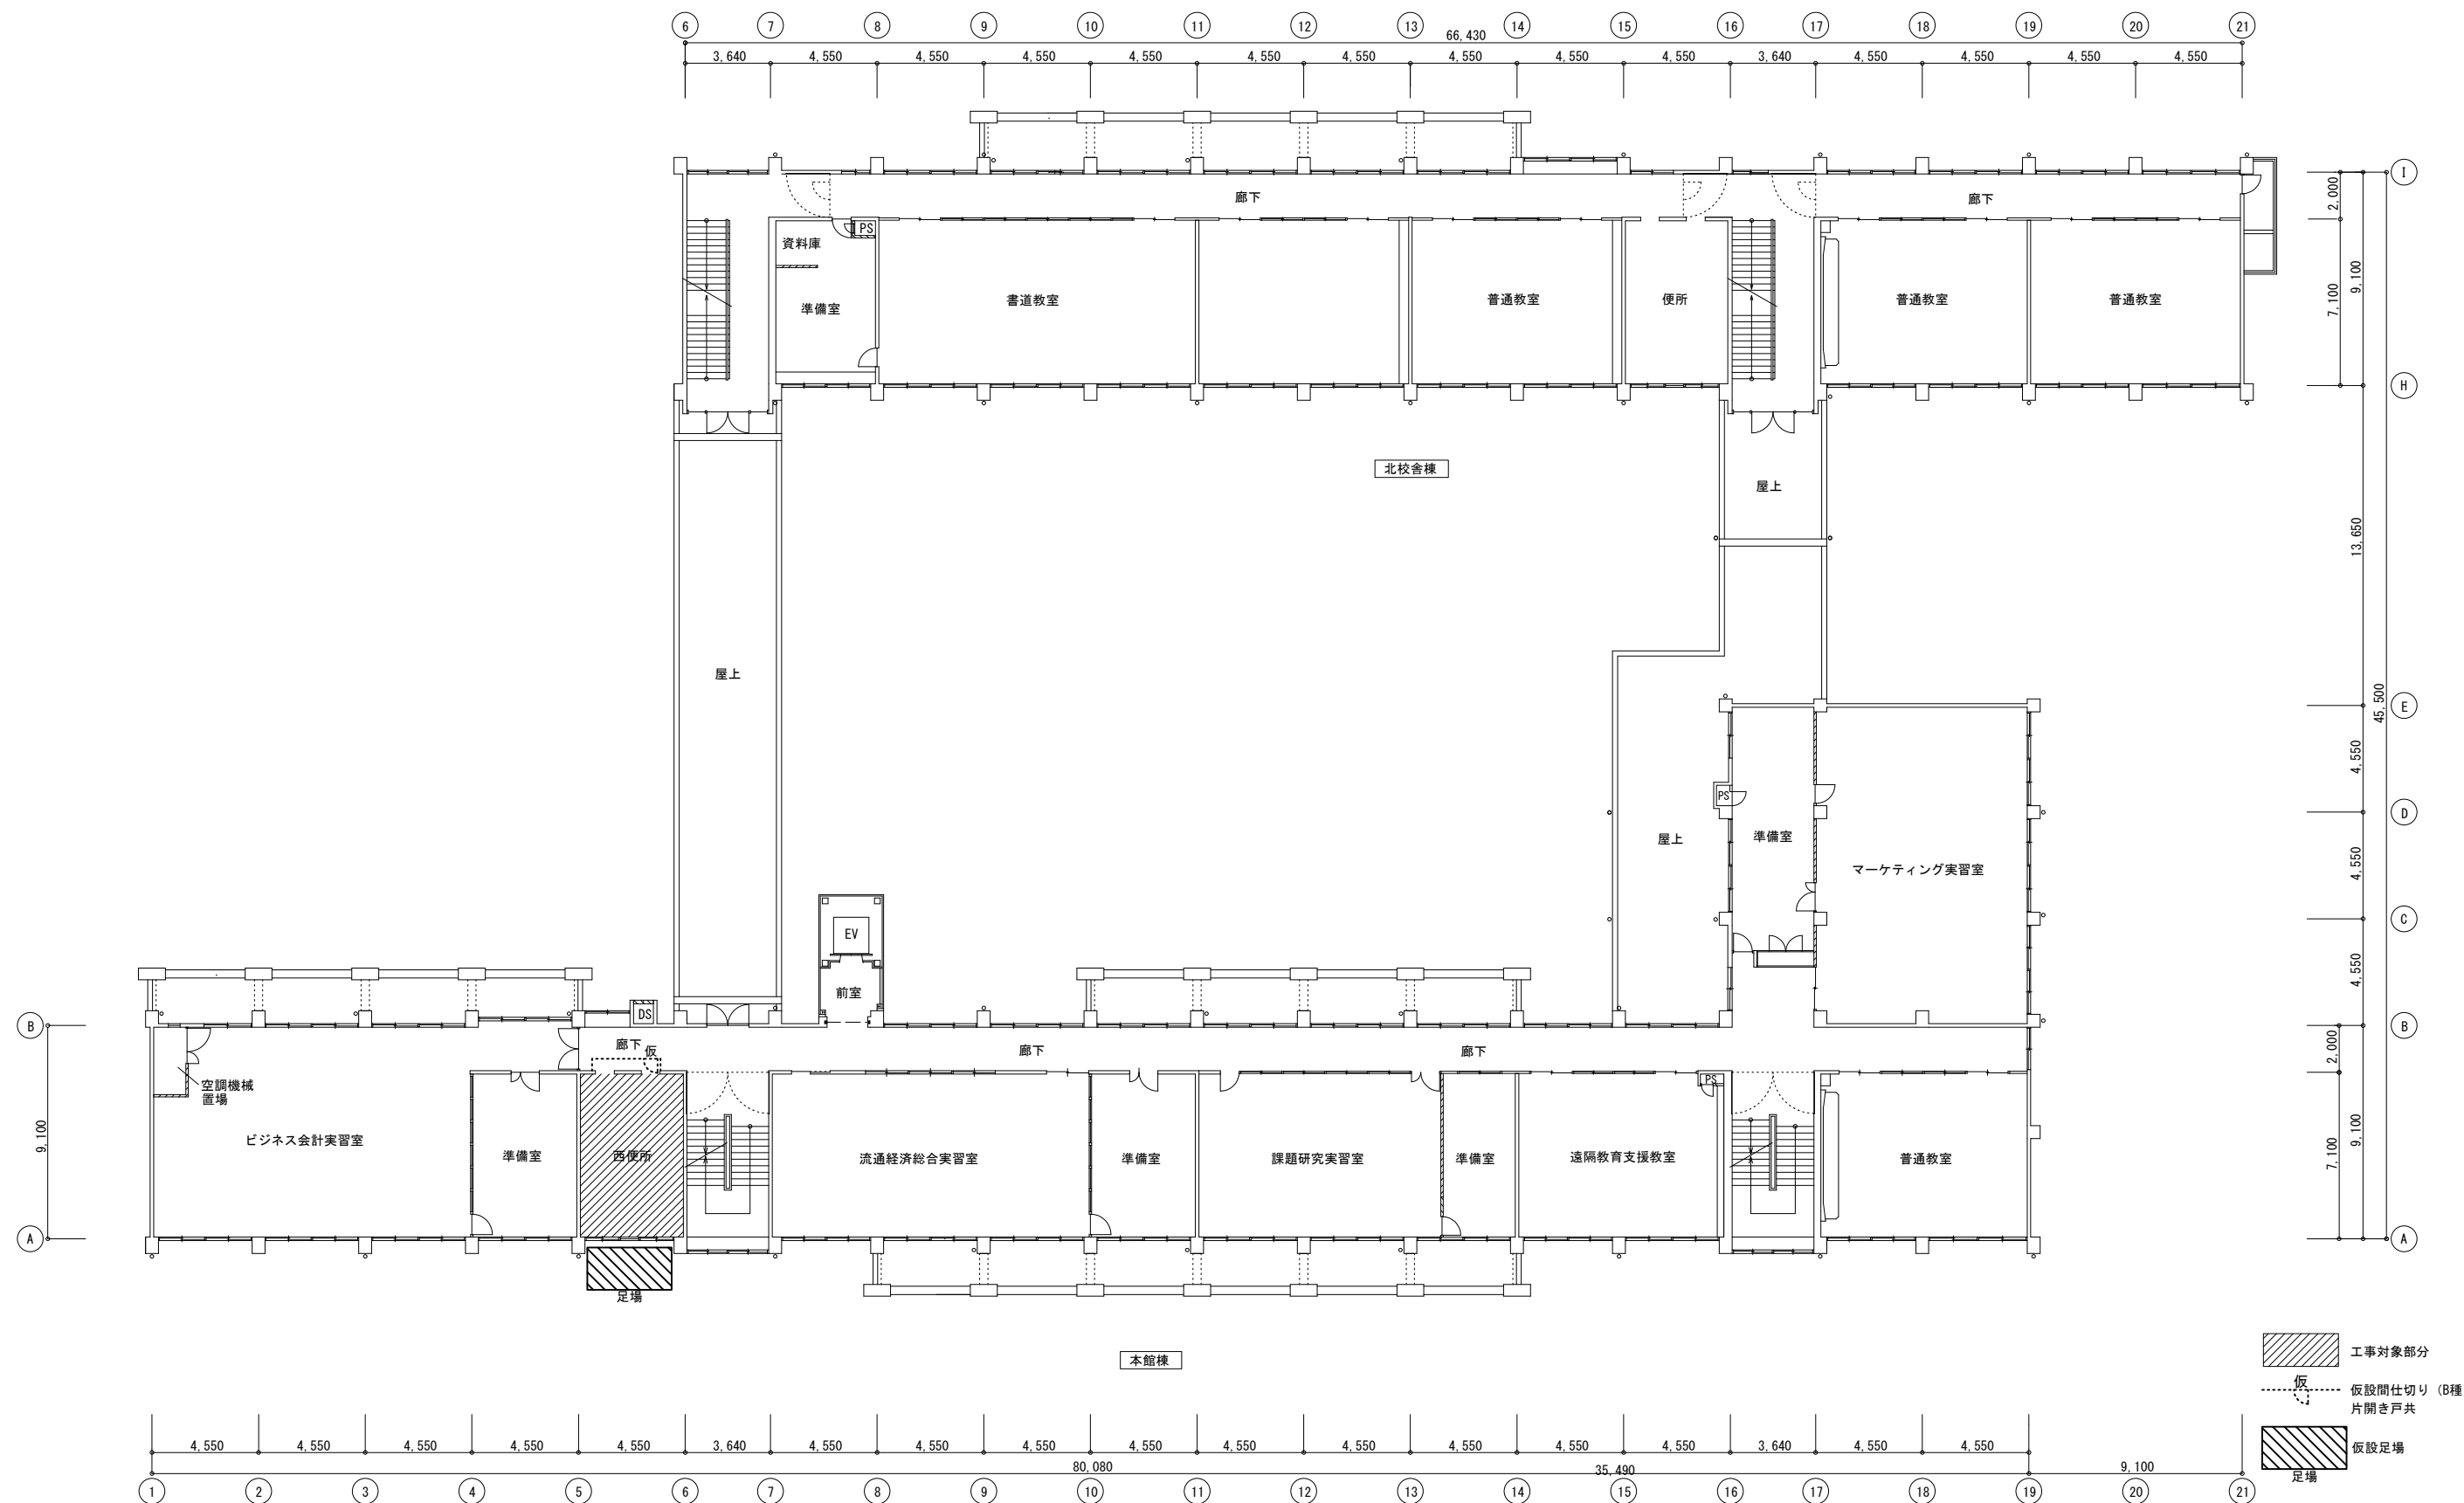 6 7 8 9 10 11 12 13 14 15 16 17 18 19 20 21
66,430
3,640 4,550 4,550 4,550 4,550 4,550 4,550 4,550 4,550 4,550 3,640 4,550 4,550 4,550 4,550
I
廊下 廊下
2,000
資料庫 PS
9,100
準備室 書道教室 普通教室 便所 普通教室 普通教室
7,100
H
北校舎棟
屋上
13,650
屋上
E
45,500
4,550
PS
D
準備室
屋上
マーケティング実習室
4,550
C
EV
前室
4,550
DS
B B
廊下 仮 廊下 廊下
2,000
空調機械
置場
PS
ビジネス会計実習室
準備室 西便所 流通経済総合実習室 準備室 課題研究実習室 準備室 遠隔教育支援教室 普通教室
9,100
7,100 9,100
A A
足場
本館棟
工事対象部分
仮
仮設間仕切り (B種
片開き戸共
仮設足場
足場
4,550 4,550 4,550 4,550 4,550 3,640 4,550 4,550 4,550 4,550 4,550 4,550 4,550 4,550 4,550 3,640 4,550 4,550
80,080 35,490 9,100
1 2 3 4 5 6 7 8 9 10 11 12 13 14 15 16 17 18 19 20 21